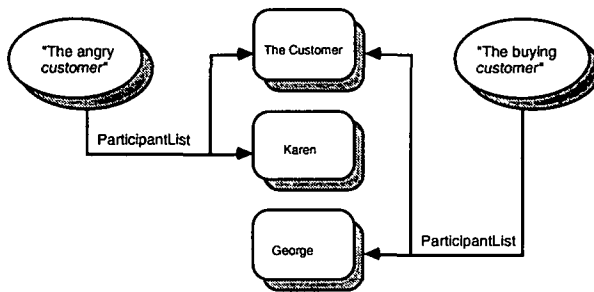 "The angry
customer"
The Customer
"The buying
customer"
ParticipantList
Karen
George
ParticipantList